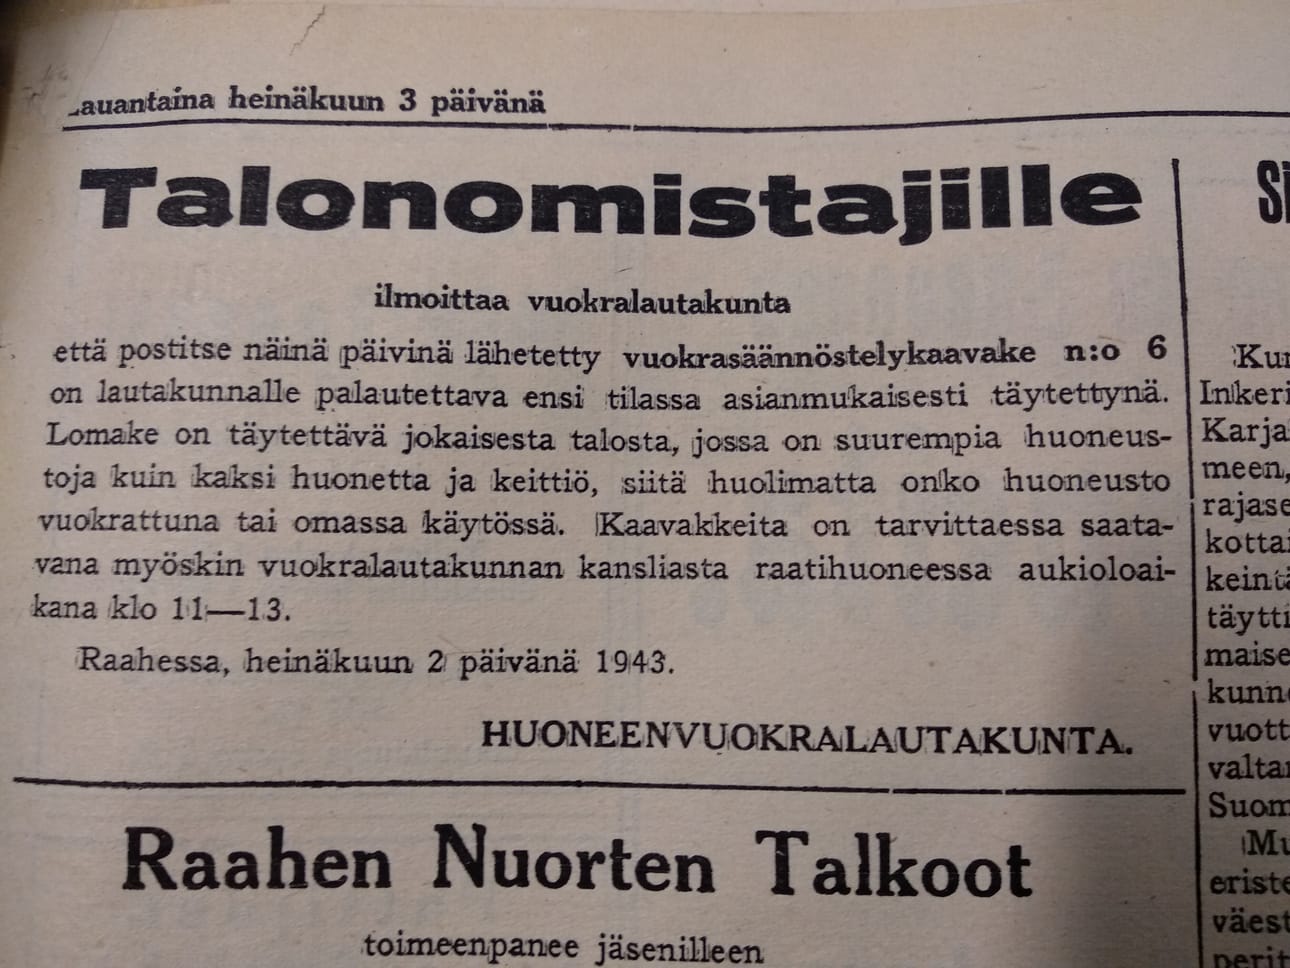 Lauantaina heinäkuun 3 päivänä
Talonomistajille
ilmoittaa vuokralautakunta
että postitse näinä päivinä lähetetty vuokrasäännöstelykaavake n:o 6
on lautakunnalle palautettava ensi tilassa asianmukaisesti täytettynä.
Lomake on täytettävä jokaisesta talosta, jossa on suurempia huoneus-
toja kuin kaksi huonetta ja keittiö, siitä huolimatta onko huoneusto
vuokrattuna tai omassa käytössä. Kaavakkeita on tarvittaessa saata-
vana myöskin vuokralautakunnan kansliasta raatihuoneessa aukioloai-
kana klo 11—13.
Raahessa, heinäkuun 2 päivänä 1943.
HUONEENVUOKRALAUTAKUNTA.
Raahen Nuorten Talkoot
toimeenpanee jäsenilleen
Inkeri
Karja
meen,
rajase
kottai
keintä
täytti
maise
kunne
vuott
valtan
Suom
eriste
väest
perit